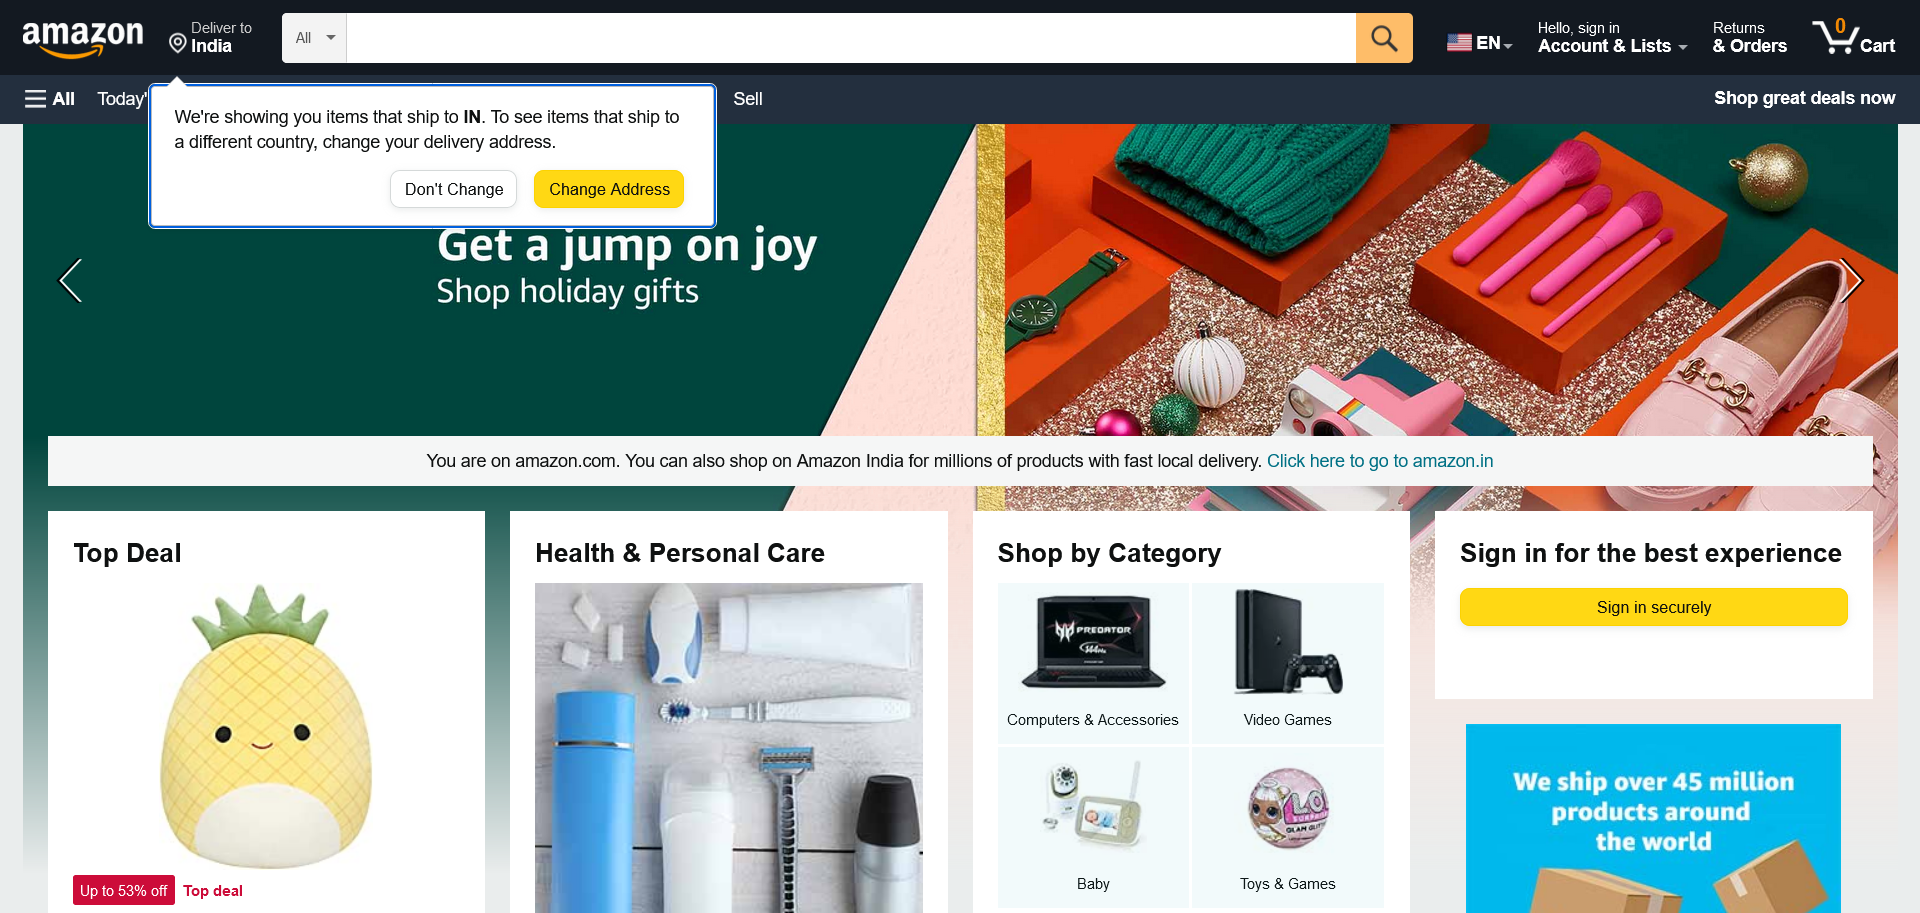 amazon
Deliver to
India
All
EN
Hello, sign in
Account & Lists
Returns
& Orders
0
Cart
All
Today'
Sell
Shop great deals now
We're showing you items that ship to IN. To see items that ship to
a different country, change your delivery address.
Don't Change
Change Address
Get a jump on joy
Shop holiday gifts
You are on amazon.com. You can also shop on Amazon India for millions of products with fast local delivery. Click here to go to amazon.in
Top Deal
Up to 53% off
Top deal
Health & Personal Care
Shop by Category
PREDATOR
144Hz
Computers & Accessories
Video Games
Baby
L.O.
SURPRISE
GLAM GLITTER
Toys & Games
Sign in for the best experience
Sign in securely
We ship over 45 million
products around
the world